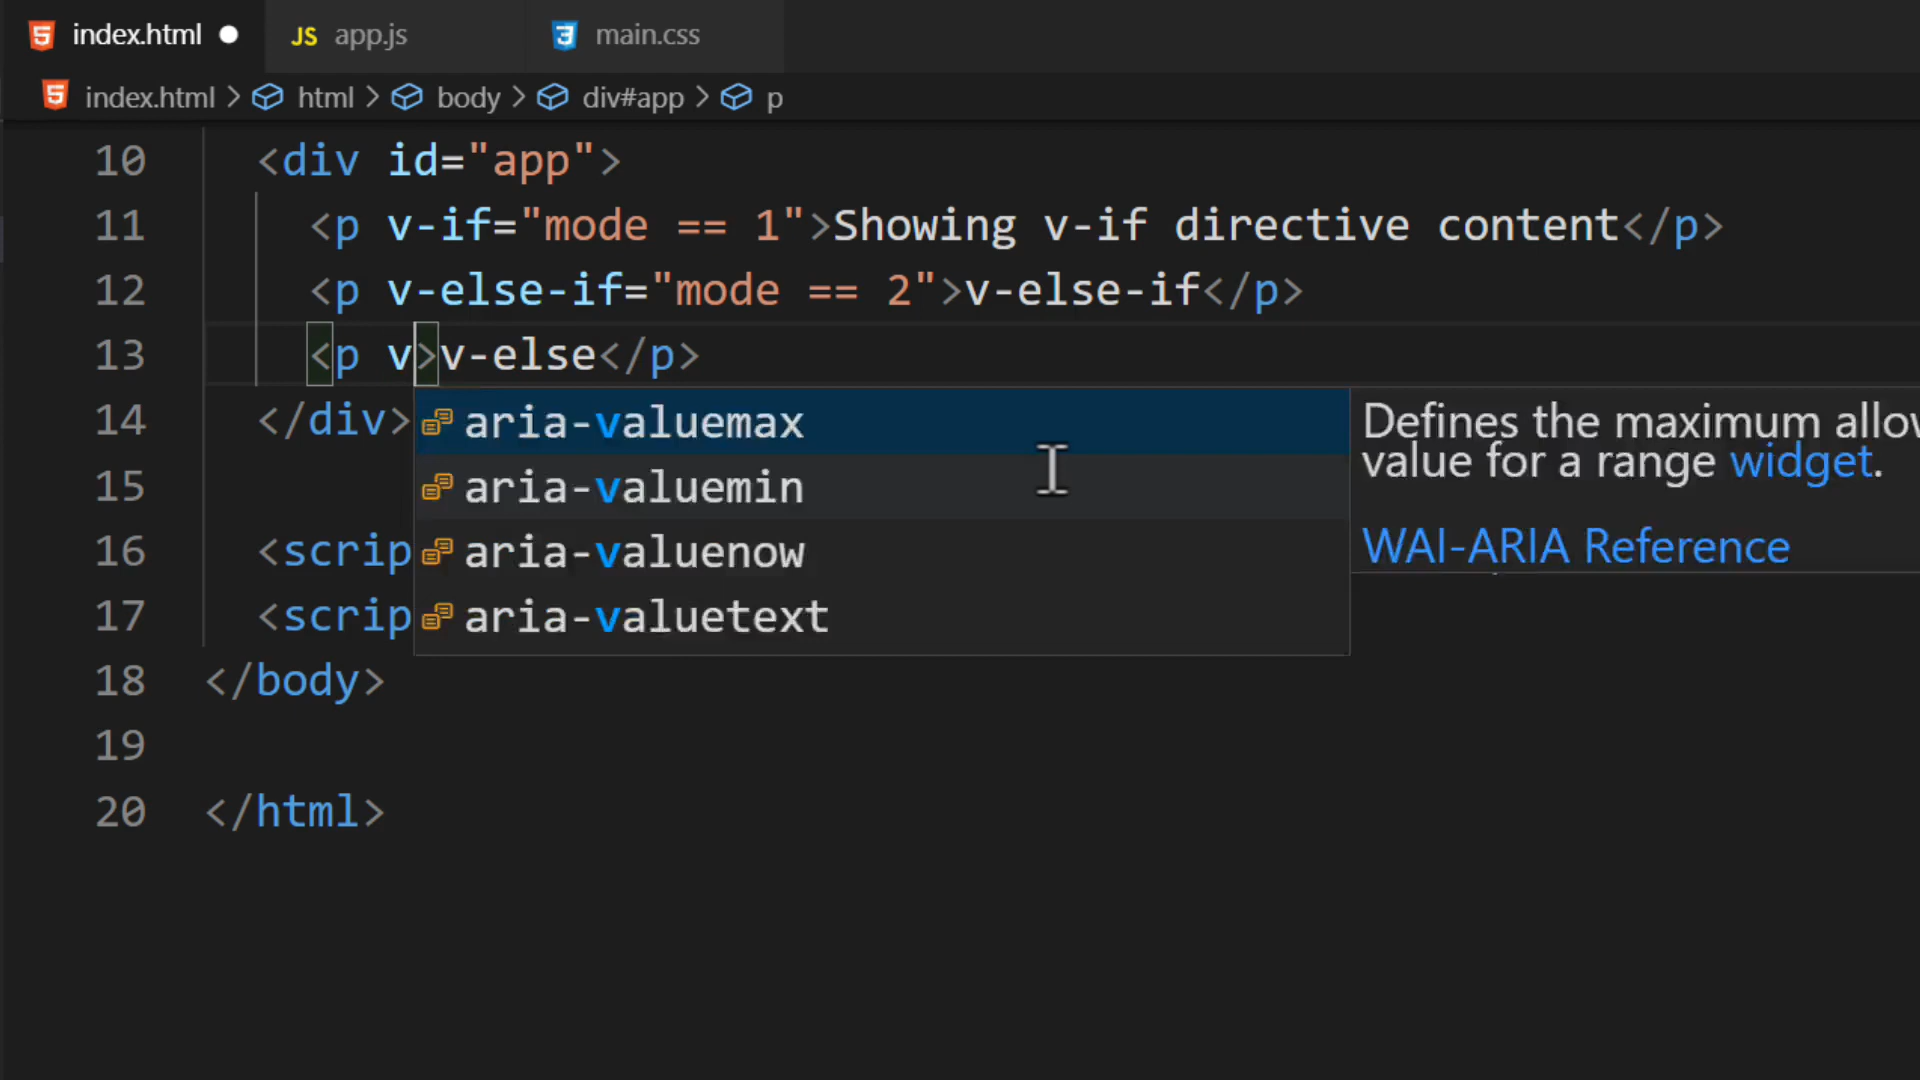 index.html JS app.js main.css
index.html > html > body > div#app > p
10 <div id="app">
11 <p v-if="mode == 1">Showing v-if directive content</p>
12 <p v-else-if="mode == 2">v-else-if</p>
13 <p v>v-else</p>
14 </div>
aria-valuemax
Defines the maximum allow
value for a range widget.
15
aria-valuemin
16 <scrip
aria-valuenow
WAI-ARIA Reference
17 <scrip
aria-valuetext
18 </body>
19
20 </html>